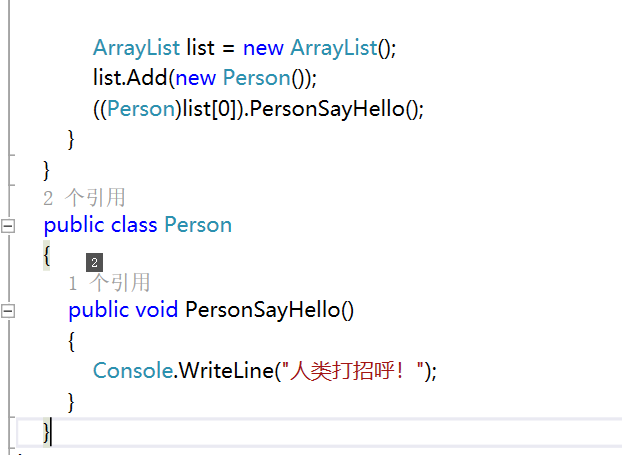 ArrayList list = new ArrayList();
list.Add(new Person());
((Person)list[0]).PersonSayHello();
}
}
2 个引用
public class Person
{
2
1 个引用
public void PersonSayHello()
{
Console.WriteLine("人类打招呼！");
}
}